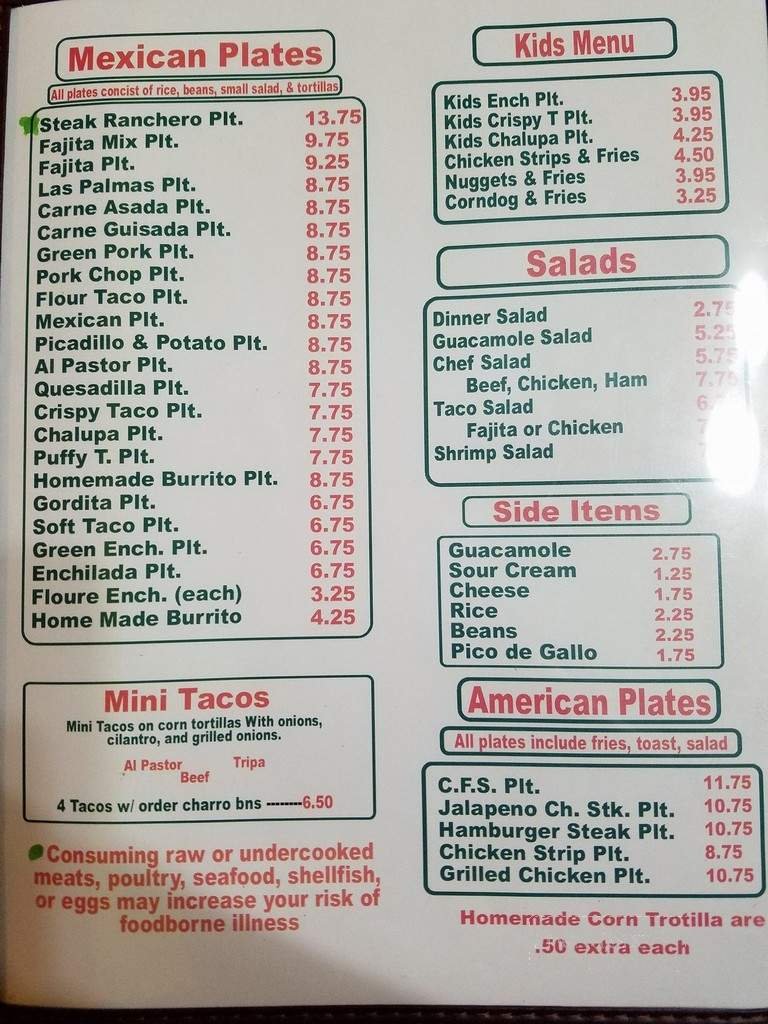 Mexican Plates
All plates concist of rice, beans, small salad, & tortillas
Steak Ranchero Plt. 13.75
Fajita Mix Plt. 9.75
Fajita Plt. 9.25
Las Palmas Plt. 8.75
Carne Asada Plt. 8.75
Carne Guisada Plt. 8.75
Green Pork Plt. 8.75
Pork Chop Plt. 8.75
Flour Taco Plt. 8.75
Mexican Plt. 8.75
Picadillo & Potato Plt. 8.75
Al Pastor Plt. 8.75
Quesadilla Plt. 7.75
Crispy Taco Plt. 7.75
Chalupa Plt. 7.75
Puffy T. Plt. 7.75
Homemade Burrito Plt. 8.75
Gordita Plt. 6.75
Soft Taco Plt. 6.75
Green Ench. Plt. 6.75
Enchilada Plt. 6.75
Floure Ench. (each) 3.25
Home Made Burrito 4.25
Mini Tacos
Mini Tacos on corn tortillas With onions,
cilantro, and grilled onions.
Al Pastor Tripa
Beef
4 Tacos w/ order charro bns --------6.50
Consuming raw or undercooked
meats, poultry, seafood, shellfish,
or eggs may increase your risk of
foodborne illness
Kids Menu
Kids Ench Plt. 3.95
Kids Crispy T Plt. 3.95
Kids Chalupa Plt. 4.25
Chicken Strips & Fries 4.50
Nuggets & Fries 3.95
Corndog & Fries 3.25
Salads
Dinner Salad 2.75
Guacamole Salad 5.25
Chef Salad 5.75
Beef, Chicken, Ham 7.75
Taco Salad
Fajita or Chicken
Shrimp Salad
Side Items
Guacamole 2.75
Sour Cream 1.25
Cheese 1.75
Rice 2.25
Beans 2.25
Pico de Gallo 1.75
American Plates
All plates include fries, toast, salad
C.F.S. Plt. 11.75
Jalapeno Ch. Stk. Plt. 10.75
Hamburger Steak Plt. 10.75
Chicken Strip Plt. 8.75
Grilled Chicken Plt. 10.75
Homemade Corn Trotilla are
.50 extra each